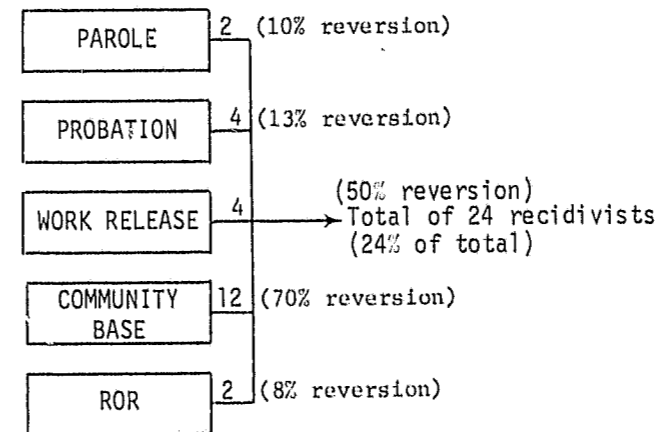 PAROLE 2 (10% reversion)
PROBATION 4 (13% reversion)
(50% reversion)
WORK RELEASE 4 Total of 24 recidivists
(24% of total)
COMMUNITY 12 (70% reversion)
BASE
ROR 2 (8% reversion)